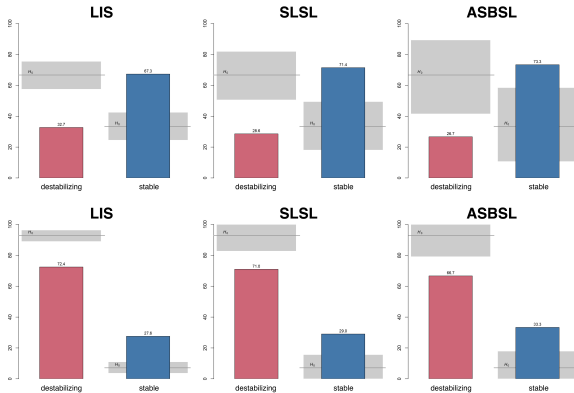 LIS
SLSL
ASBSL
100
80
60
40
20
0
H₀
32.7
67.3
H₀
destabilizing
stable
100
80
60
40
20
0
H₀
28.6
71.4
H₀
destabilizing
stable
100
80
60
40
20
0
H₀
26.7
73.3
H₀
destabilizing
stable
LIS
SLSL
ASBSL
100
80
60
40
20
0
H₀
72.4
27.6
H₀
destabilizing
stable
100
80
60
40
20
0
H₀
71.0
29.0
H₀
destabilizing
stable
100
80
60
40
20
0
H₀
66.7
33.3
H₀
destabilizing
stable